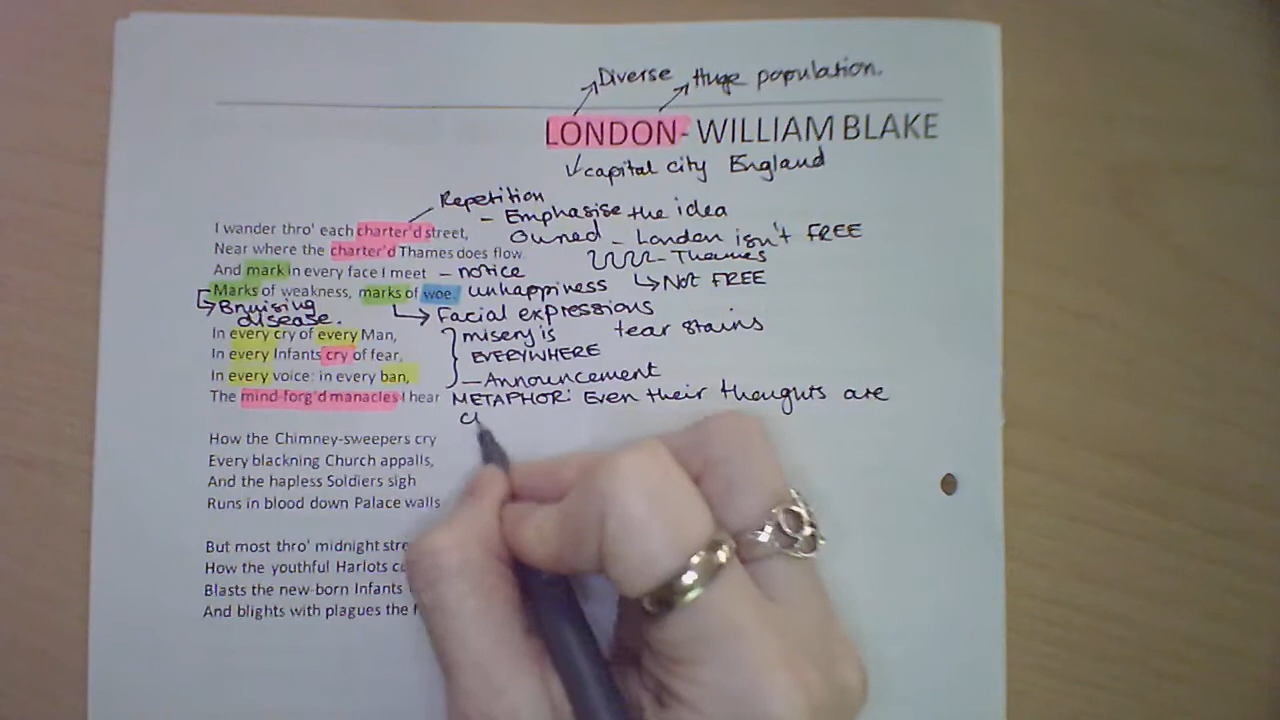 Diverse Huge population.
LONDON- WILLIAM BLAKE
capital city England
Repetition
- Emphasise the idea
I wander thro' each charter'd street,
Owned - London isn't FREE
Near where the charter'd Thames does flow.
- Thames
And mark in every face I meet - notice
Not FREE
Marks of weakness, marks of woe. unhappiness
Bruising
disease.
Facial expressions
tear stains
In every cry of every Man,
misery is
In every Infants cry of fear,
EVERYWHERE
In every voice: in every ban,
- Announcement
The mind-forg'd manacles I hear METAPHOR: Even their thoughts are
How the Chimney-sweepers cry
Every blackning Church appalls,
And the hapless Soldiers sigh
Runs in blood down Palace walls
But most thro' midnight
How the youthful Harlots
Blasts the new-born Infants
And blights with plagues the